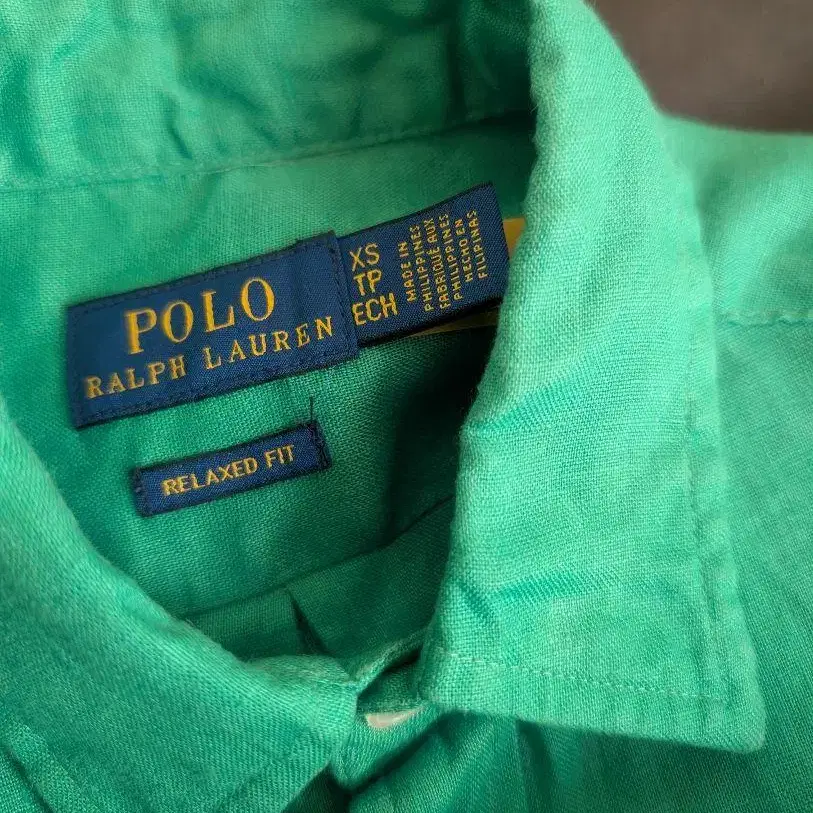 POLO
RALPH LAUREN
XS
TP
ECH
MADE IN
PHILIPPINES
FABRIQUÉ AUX
PHILIPPINES
HECHO EN
FILIPINAS
RELAXED FIT